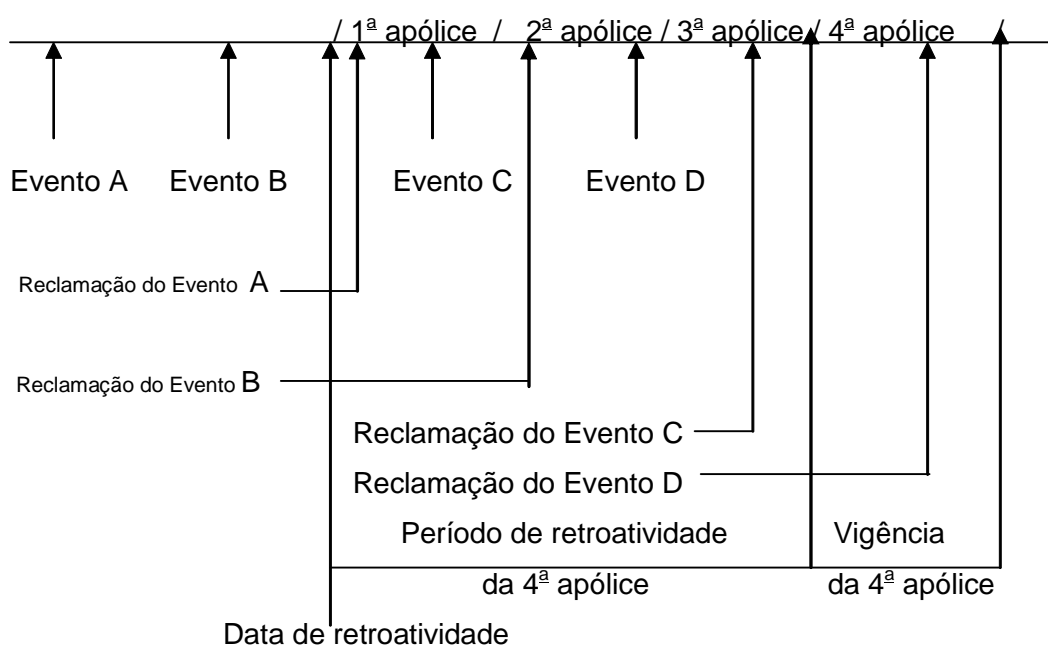 / 1ª apólice / 2ª apólice / 3ª apólice / 4ª apólice /
Evento A Evento B Evento C Evento D
Reclamação do Evento A
Reclamação do Evento B
Reclamação do Evento C
Reclamação do Evento D
Período de retroatividade Vigência
da 4ª apólice da 4ª apólice
Data de retroatividade